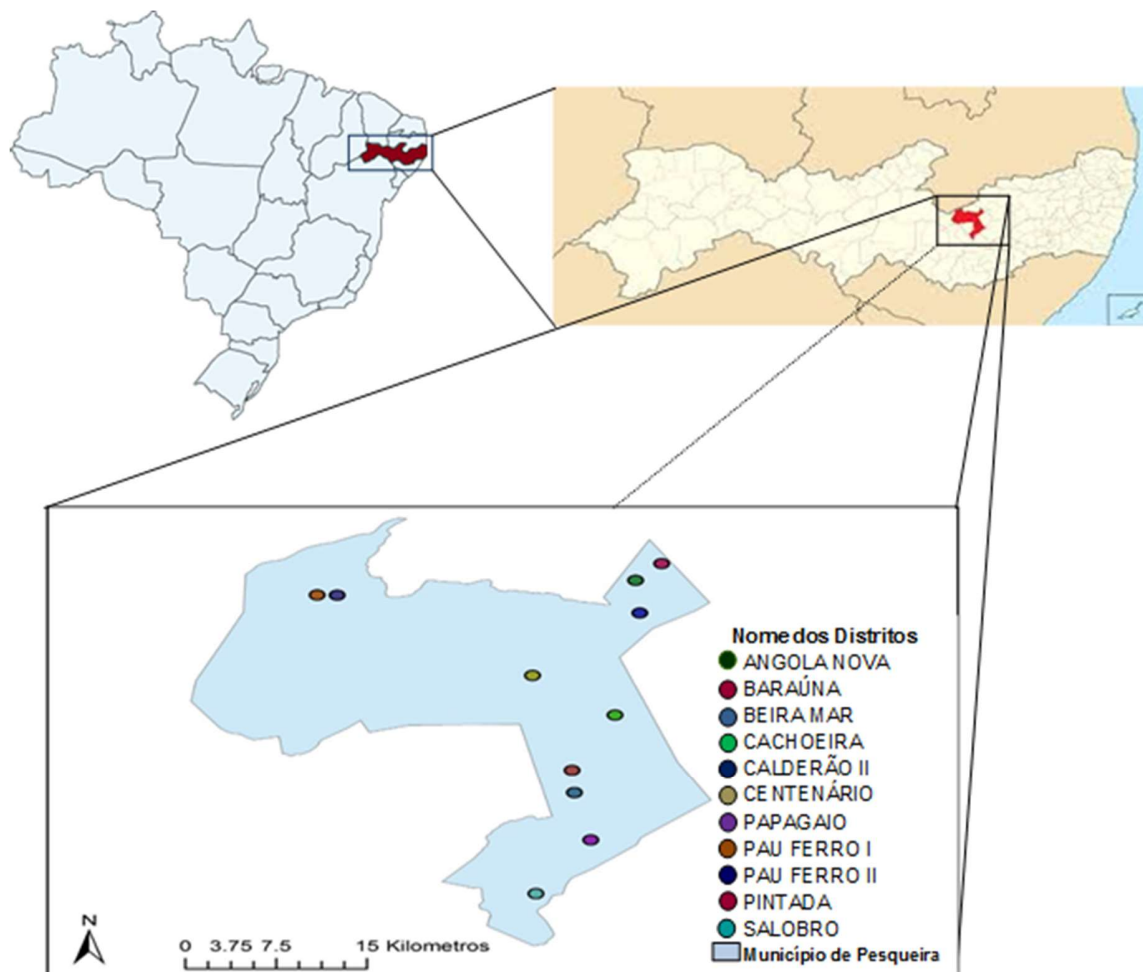 Nome dos Distritos
ANGOLA NOVA
BARAÚNA
BEIRA MAR
CACHOEIRA
CALDERÃO II
CENTENÁRIO
PAPAGAIO
PAU FERRO I
PAU FERRO II
PINTADA
SALOBRO
Município de Pesqueira
N
0 3.75 7.5 15 Kilometros